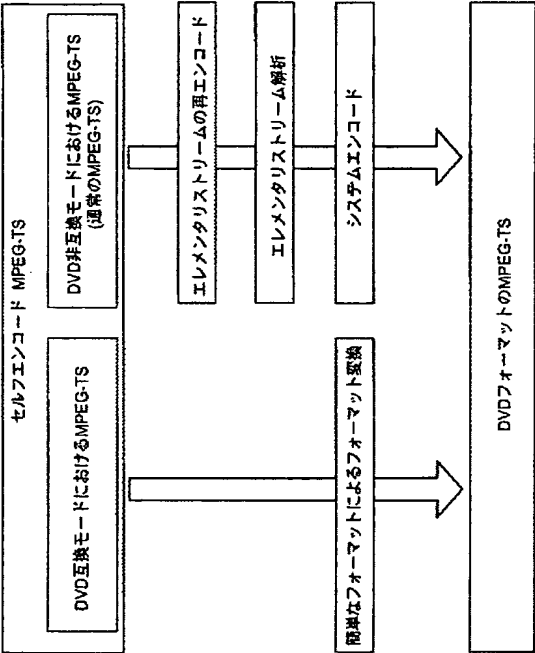 セルフエンコード MPEG-TS
DVD互換モードにおけるMPEG-TS
DVD非互換モードにおけるMPEG-TS
(通常のMPEG-TS)
エレメンタリストリームの再エンコード
エレメンタリストリーム解析
システムエンコード
簡単なフォーマットによるフォーマット変換
DVDフォーマットのMPEG-TS